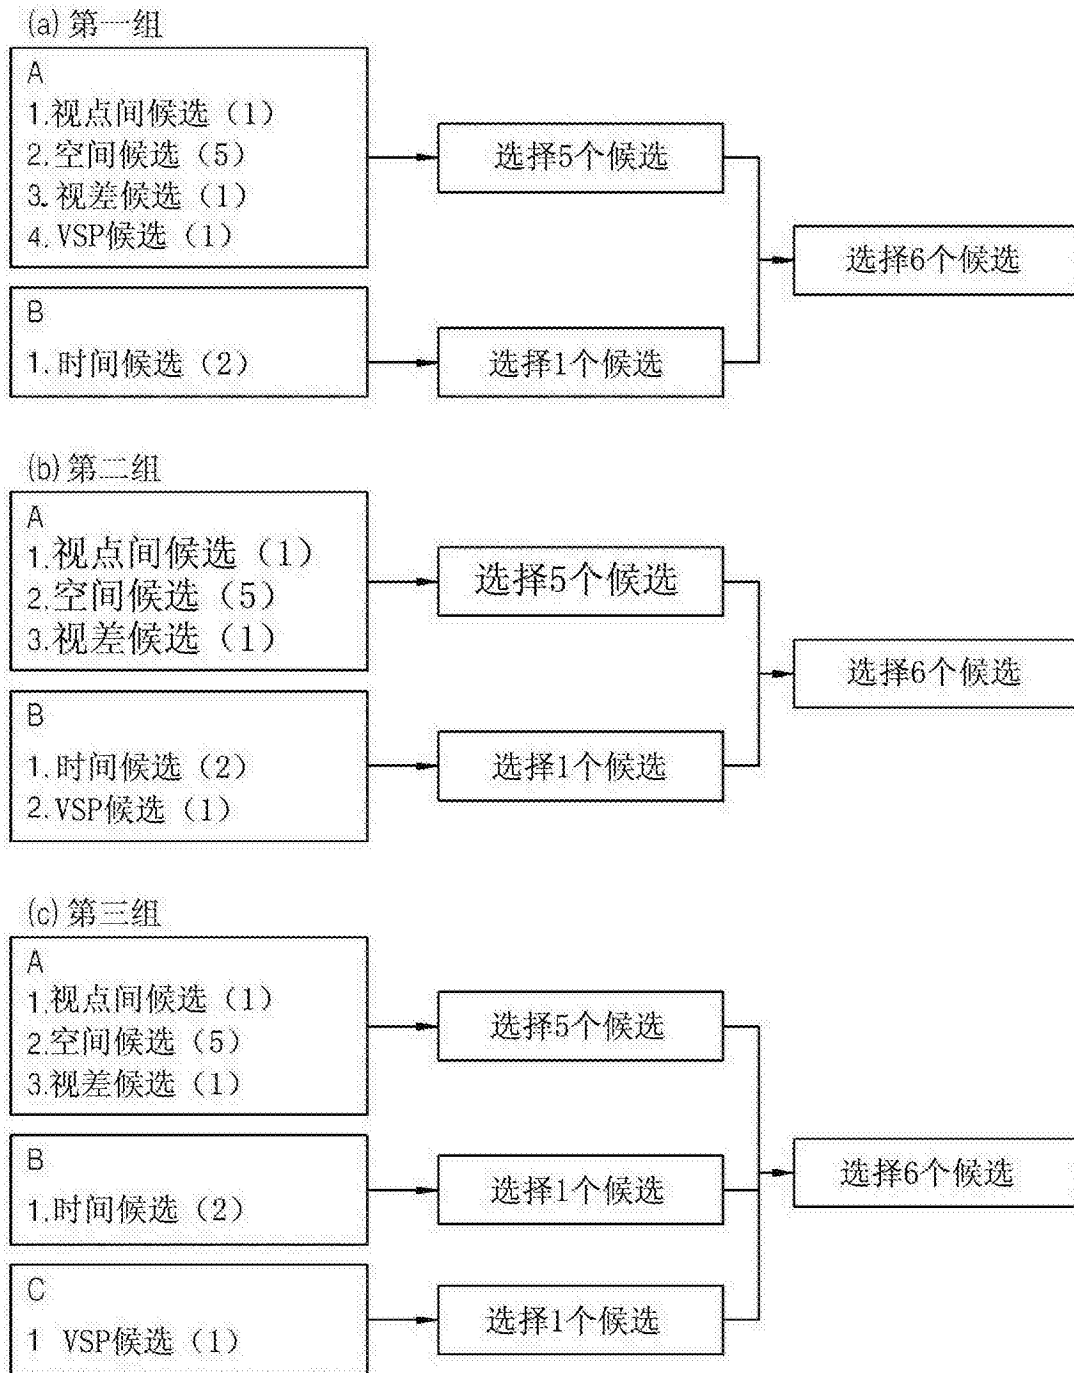 (a) 第一组
A
1.视点间候选（1）
2.空间候选（5）
3.视差候选（1）
4.VSP候选（1）
选择5个候选
选择6个候选
B
1.时间候选（2）
选择1个候选
(b) 第二组
A
1.视点间候选（1）
2.空间候选（5）
3.视差候选（1）
选择5个候选
选择6个候选
B
1.时间候选（2）
2.VSP候选（1）
选择1个候选
(c) 第三组
A
1.视点间候选（1）
2.空间候选（5）
3.视差候选（1）
选择5个候选
B
1.时间候选（2）
选择1个候选
选择6个候选
C
1 VSP候选（1）
选择1个候选